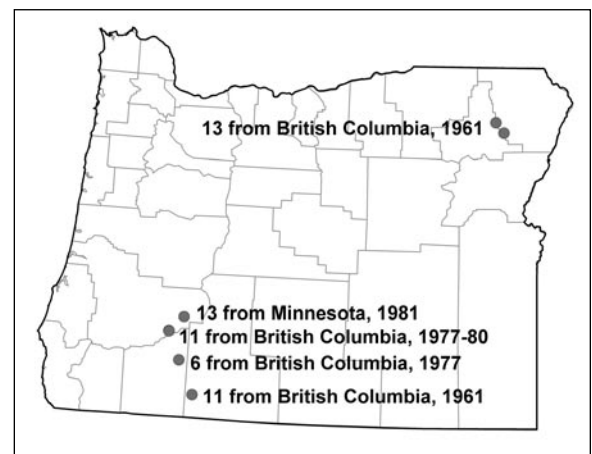 13 from British Columbia, 1961
13 from Minnesota, 1981
11 from British Columbia, 1977-80
6 from British Columbia, 1977
11 from British Columbia, 1961